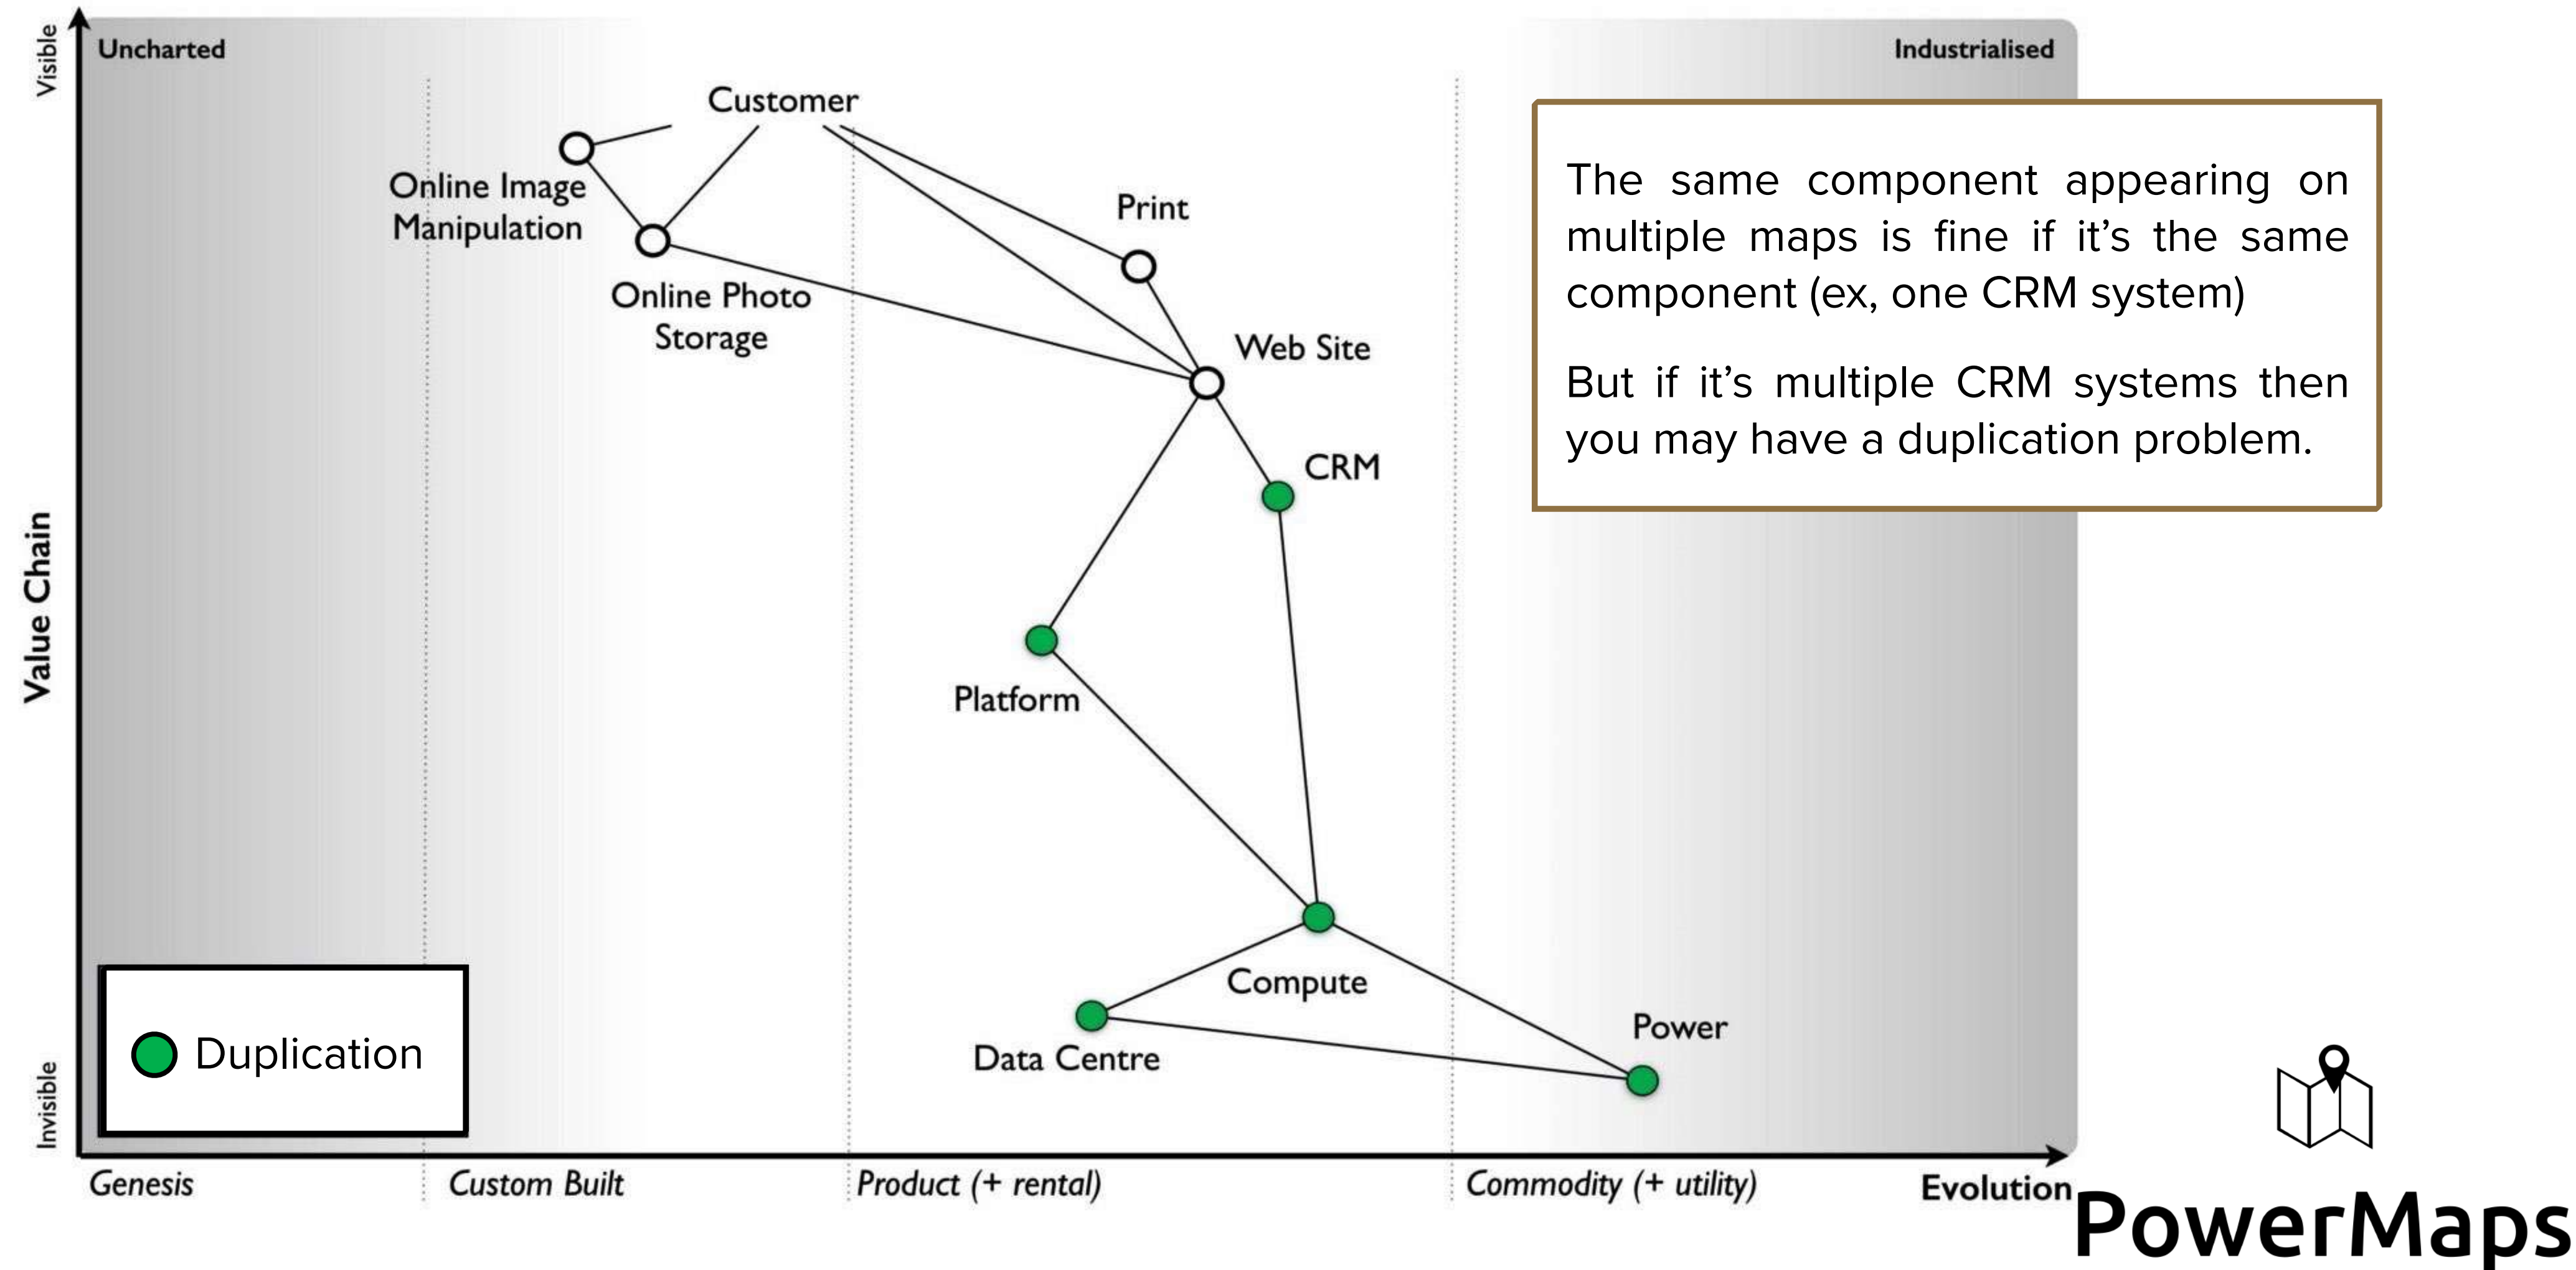 Visible
Uncharted
Industrialised
Customer
Online Image
Manipulation
Print
Online Photo
Storage
Web Site
CRM
The same component appearing on
multiple maps is fine if it’s the same
component (ex, one CRM system)
But if it’s multiple CRM systems then
you may have a duplication problem.
Value Chain
Platform
Compute
Data Centre
Power
Duplication
Invisible
Genesis
Custom Built
Product (+ rental)
Commodity (+ utility)
Evolution
PowerMaps